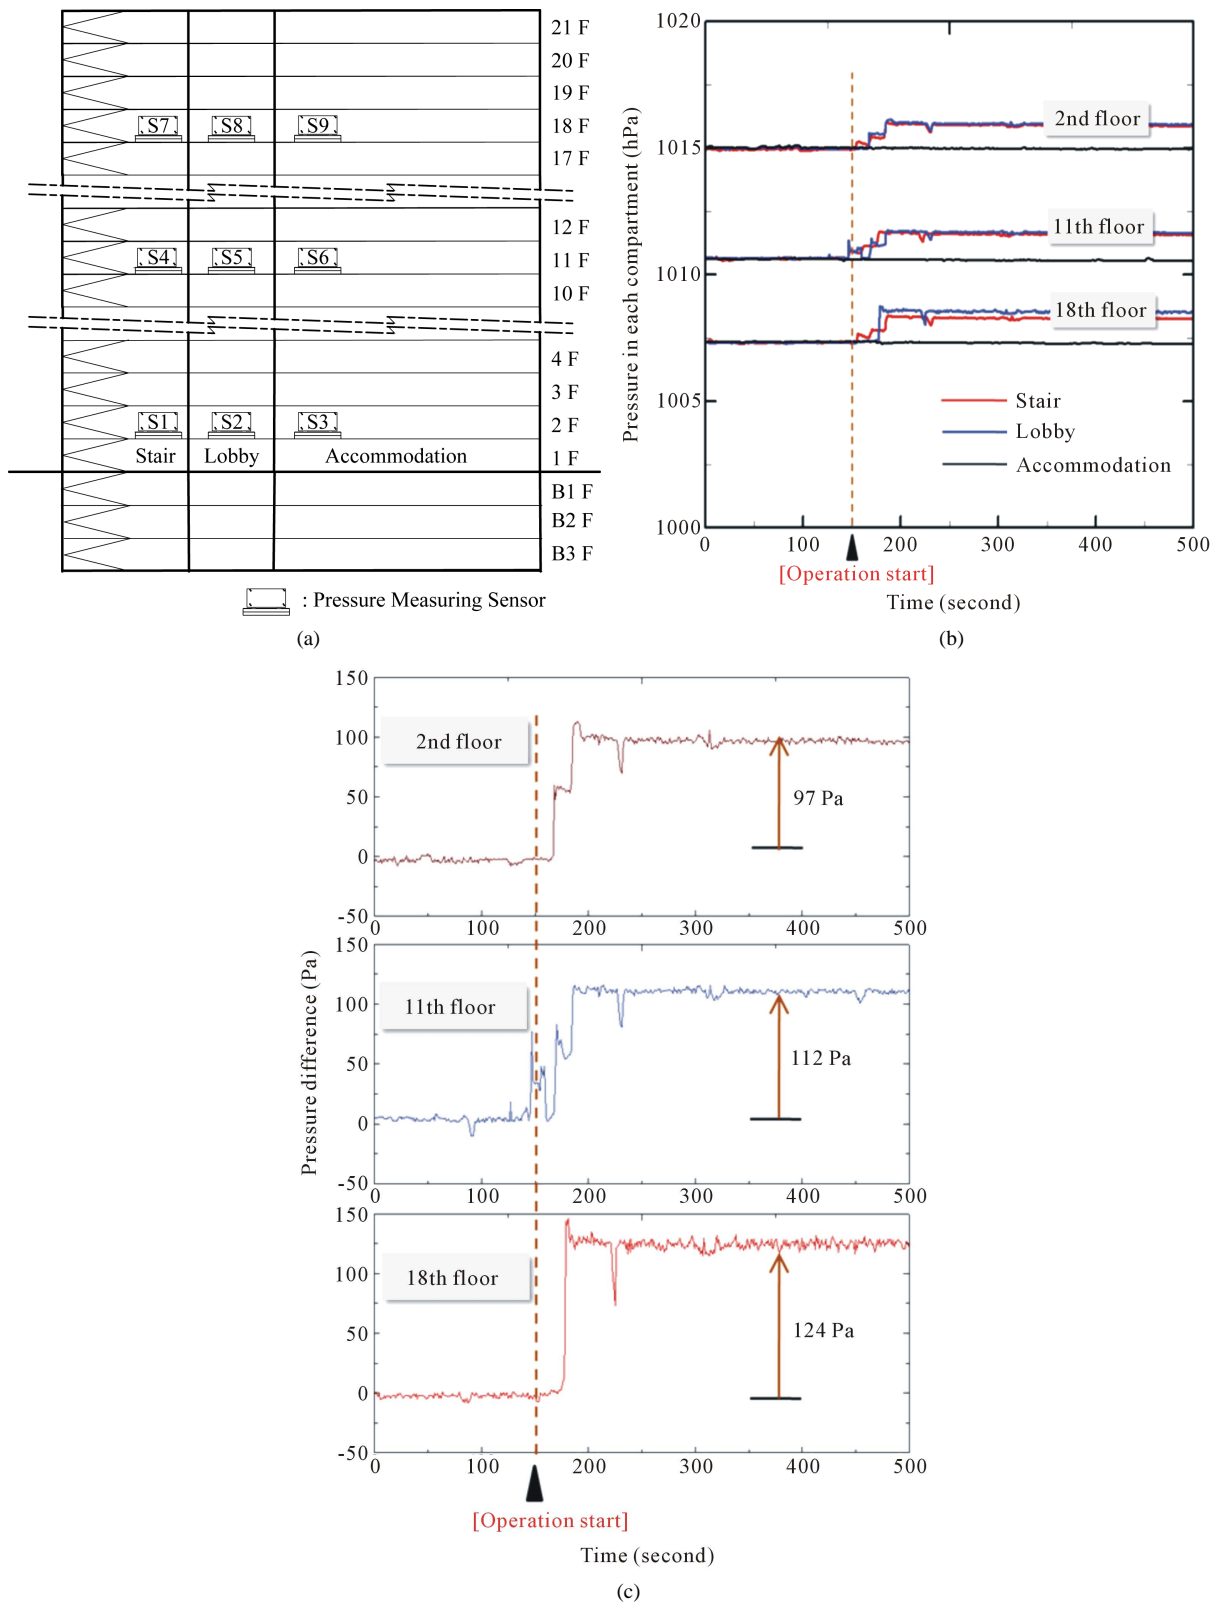 21 F
20 F
19 F
S7 S8 S9 18 F
17 F
12 F
S4 S5 S6 11 F
10 F
4 F
3 F
S1 S2 S3 2 F
Stair Lobby Accommodation 1 F
B1 F
B2 F
B3 F
: Pressure Measuring Sensor
(a)
Pressure in each compartment (hPa)
1020
1015
1010
1005
1000
2nd floor
11th floor
18th floor
Stair
Lobby
Accommodation
0 100 200 300 400 500
[Operation start]
Time (second)
(b)
Pressure difference (Pa)
150
100
50
0
-50
2nd floor
97 Pa
0 100 200 300 400 500
150
100
50
0
-50
11th floor
112 Pa
0 100 200 300 400 500
150
100
50
0
-50
18th floor
124 Pa
0 100 200 300 400 500
[Operation start]
Time (second)
(c)